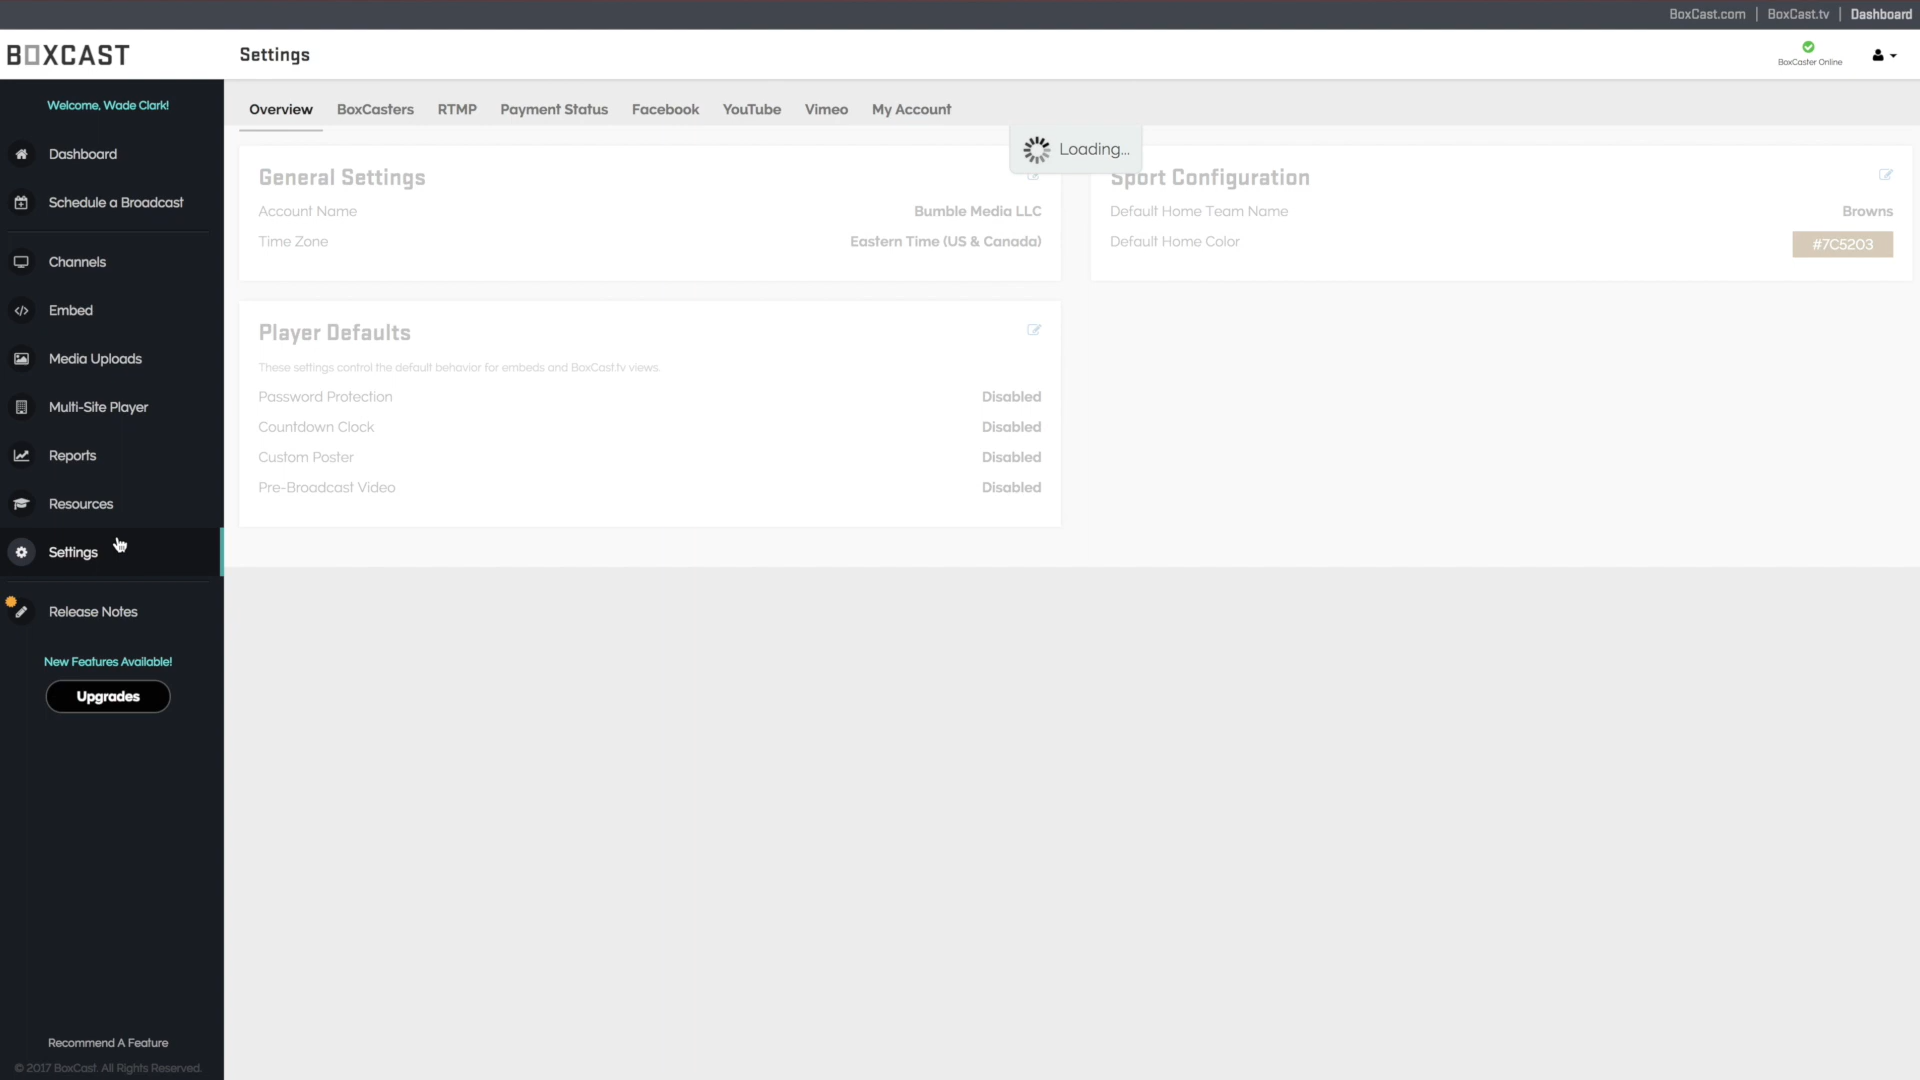 BoxCast.com | BoxCast.tv | Dashboard
BOXCAST
Settings
BoxCaster Online
Welcome, Wade Clark!
Dashboard
Schedule a Broadcast
Channels
Embed
Media Uploads
Multi-Site Player
Reports
Resources
Settings
Release Notes
New Features Available!
Upgrades
Recommend A Feature
© 2017 BoxCast. All Rights Reserved.
Overview BoxCasters RTMP Payment Status Facebook YouTube Vimeo My Account
Loading...
General Settings
Account Name Bumble Media LLC
Time Zone Eastern Time (US & Canada)
Sport Configuration
Default Home Team Name Browns
Default Home Color #7C5203
Player Defaults
These settings control the default behavior for embeds and BoxCast.tv views.
Password Protection Disabled
Countdown Clock Disabled
Custom Poster Disabled
Pre-Broadcast Video Disabled